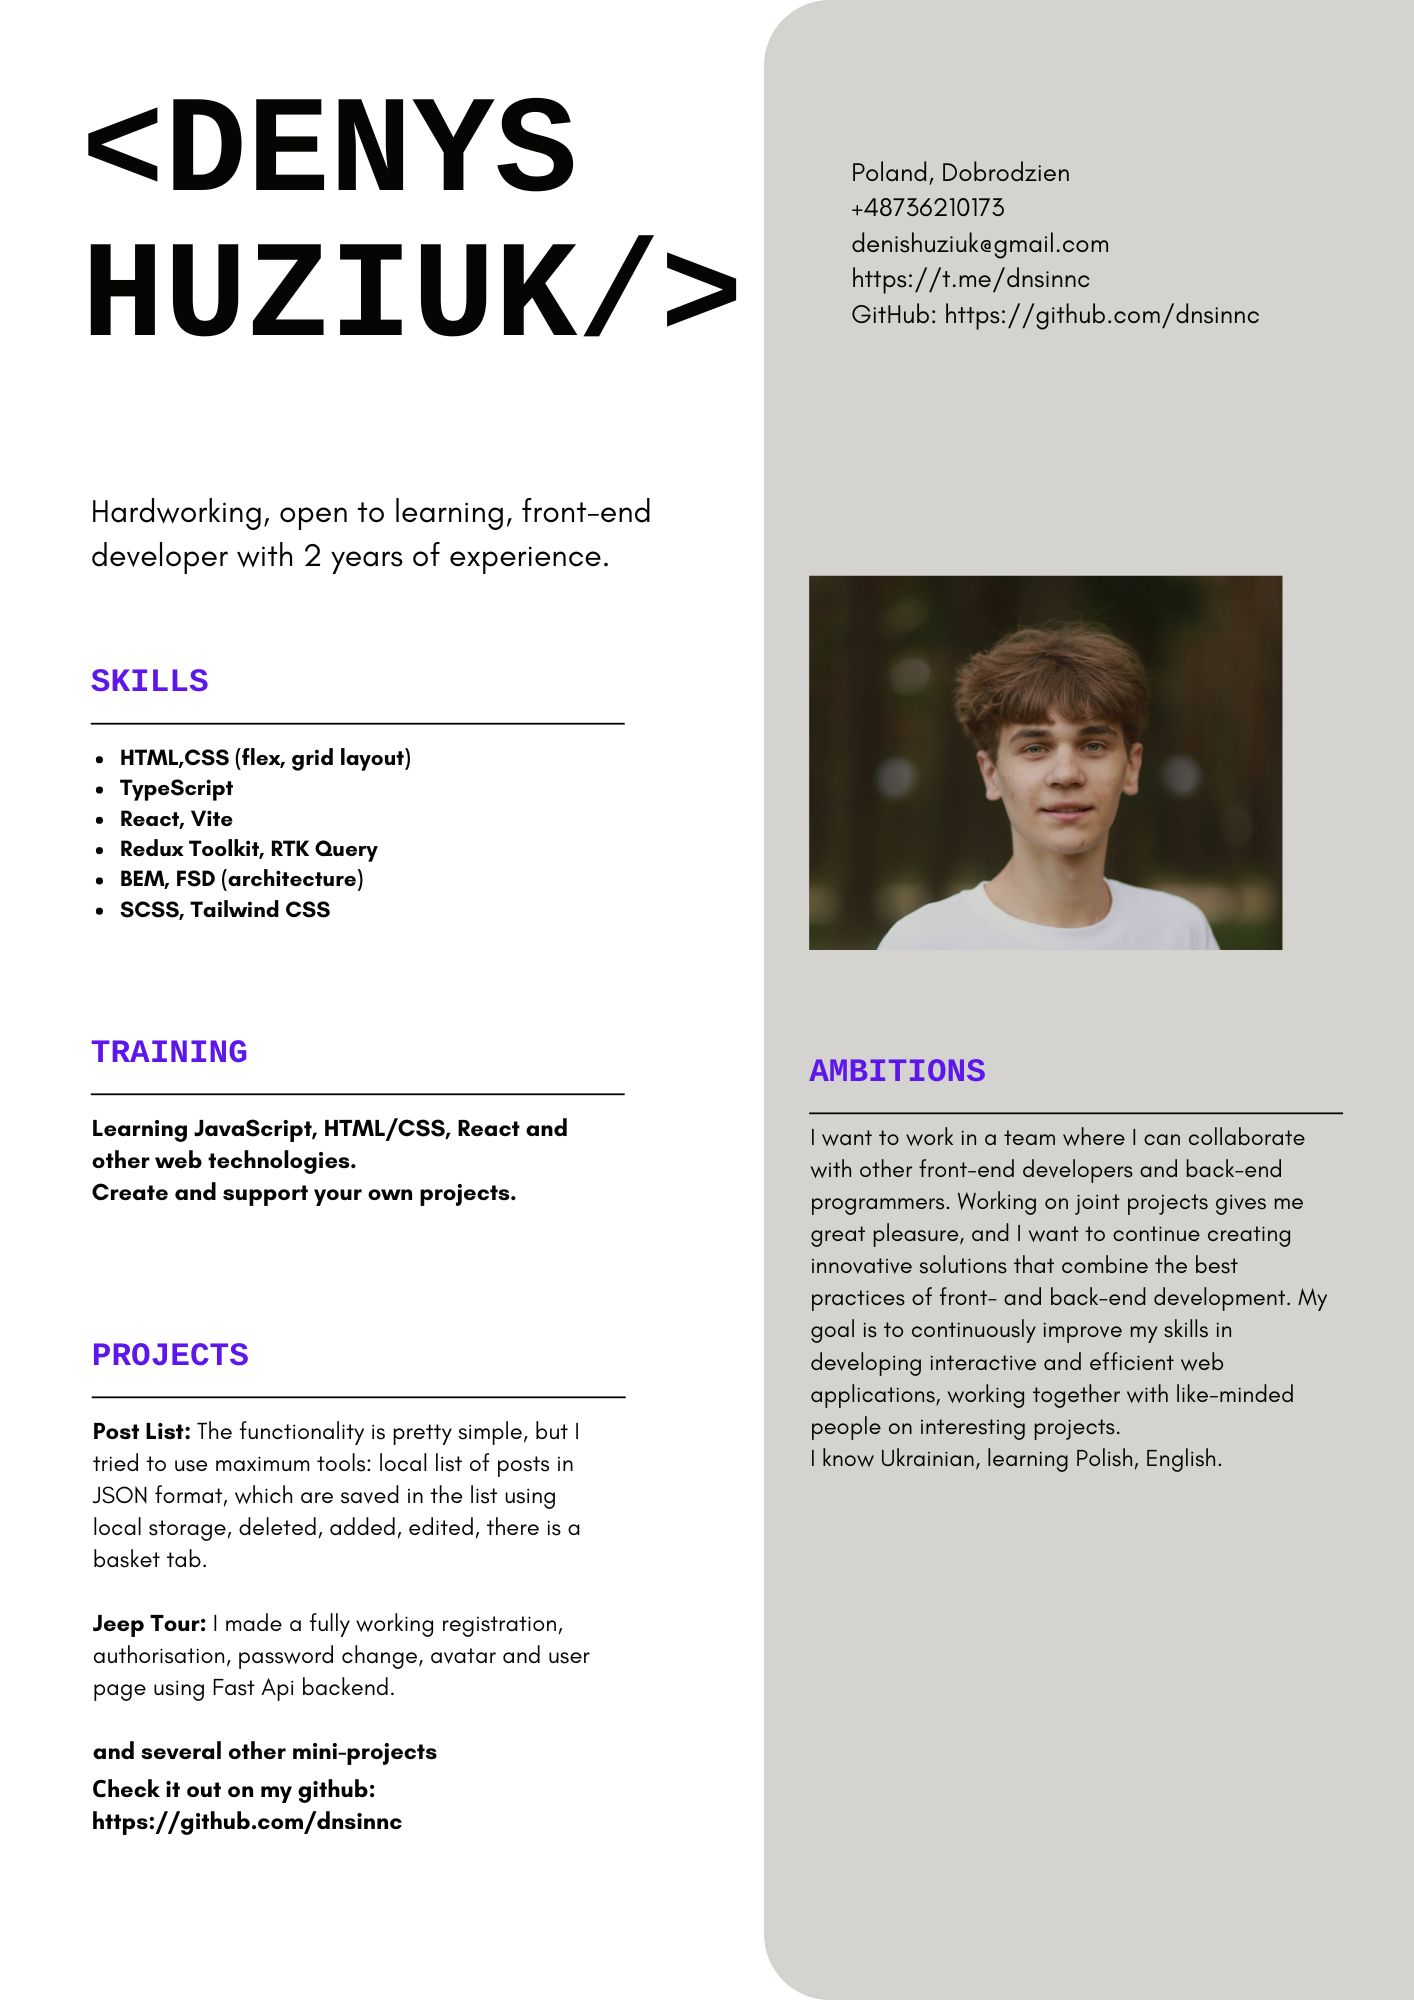 <DENYS
HUZIUK/>
Poland, Dobrodzien
+48736210173
denishuziuk@gmail.com
https://t.me/dnsinnc
GitHub: https://github.com/dnsinnc
Hardworking, open to learning, front-end
developer with 2 years of experience.
SKILLS
• HTML,CSS (flex, grid layout)
• TypeScript
• React, Vite
• Redux Toolkit, RTK Query
• BEM, FSD (architecture)
• SCSS, Tailwind CSS
TRAINING
Learning JavaScript, HTML/CSS, React and
other web technologies.
Create and support your own projects.
PROJECTS
Post List: The functionality is pretty simple, but I
tried to use maximum tools: local list of posts in
JSON format, which are saved in the list using
local storage, deleted, added, edited, there is a
basket tab.
Jeep Tour: I made a fully working registration,
authorisation, password change, avatar and user
page using Fast Api backend.
and several other mini-projects
Check it out on my github:
https://github.com/dnsinnc
AMBITIONS
I want to work in a team where I can collaborate
with other front-end developers and back-end
programmers. Working on joint projects gives me
great pleasure, and I want to continue creating
innovative solutions that combine the best
practices of front- and back-end development. My
goal is to continuously improve my skills in
developing interactive and efficient web
applications, working together with like-minded
people on interesting projects.
I know Ukrainian, learning Polish, English.